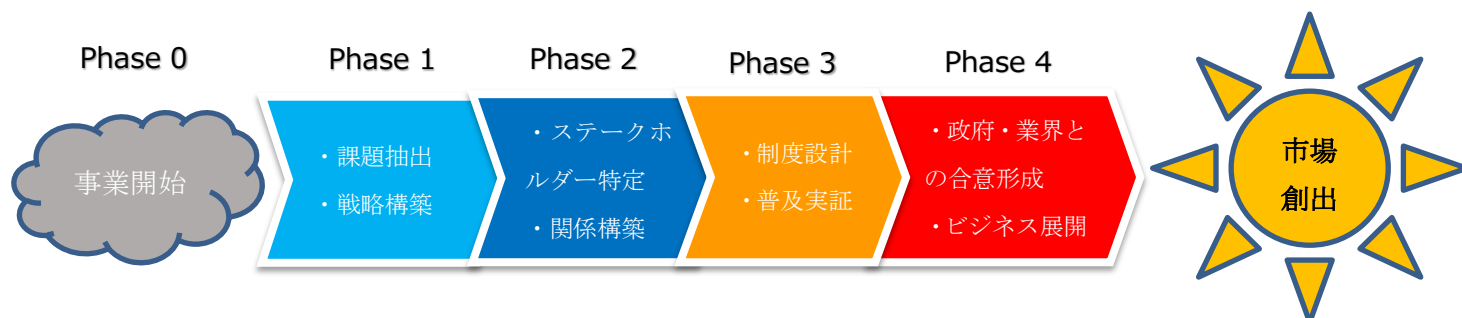 Phase 0
事業開始
Phase 1
・課題抽出
・戦略構築
Phase 2
・ステークホ
ルダー特定
・関係構築
Phase 3
・制度設計
・普及実証
Phase 4
・政府・業界と
の合意形成
・ビジネス展開
市場
創出